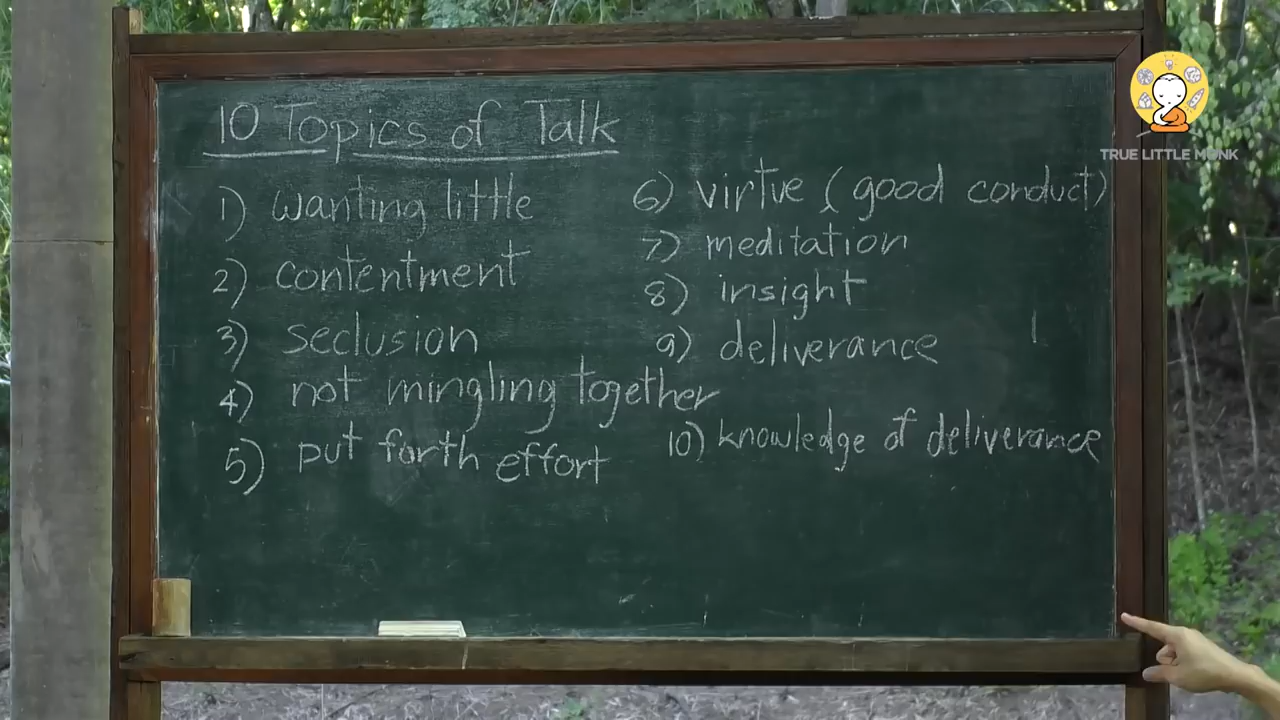 10 Topics of Talk
1) wanting little
2) contentment
3) seclusion
4) not mingling together
5) put forth effort
6) virtue (good conduct)
7) meditation
8) insight
9) deliverance
10) knowledge of deliverance
TRUE LITTLE MONK